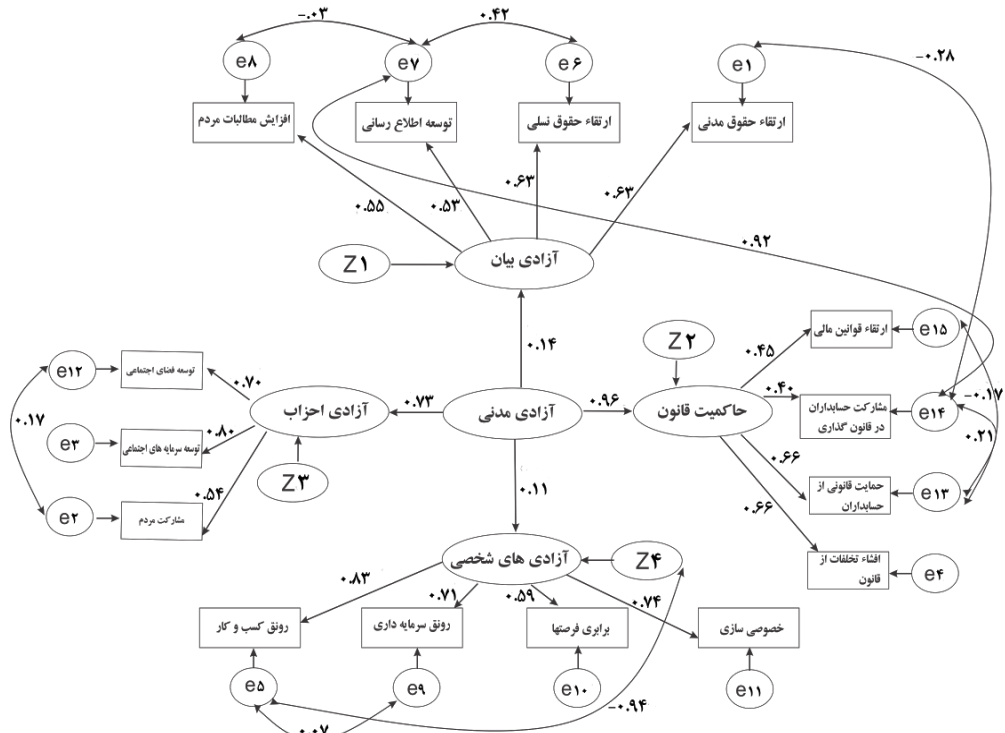 -.۰۳
۰.۴۲
-۰.۲۸
e۸
e۷
e۶
e۱
افزایش مطالبات مردم
توسعه اطلاع رسانی
ارتقاء حقوق نسلی
ارتقاء حقوق مدنی
۰.۵۵
۰.۵۳
۰.۶۳
۰.۶۳
۰.۹۲
Z۱
آزادی بیان
۰.۱۴
Z۲
ارتقاء قوانین مالی
e۱۵
۰.۴۵
e۱۲
توسعه فضای اجتماعی
۰.۷۰
آزادی احزاب
۰.۷۳
آزادی مدنی
۰.۹۶
حاکمیت قانون
۰.۴۰
مشارکت حسابداران
در قانون گذاری
e۱۴
-۰.۱۷
۰.۱۷
۰.۲۱
e۳
توسعه سرمایه های اجتماعی
۰.۸۰
Z۳
۰.۶۶
حمایت قانونی از
حسابداران
e۱۳
e۲
مشارکت مردم
۰.۵۴
۰.۱۱
۰.۶۶
افشاء تخلفات از
قانون
e۴
آزادی های شخصی
Z۴
۰.۸۳
۰.۷۱
۰.۵۹
۰.۷۴
رونق کسب و کار
رونق سرمایه داری
برابری فرصتها
خصوصی سازی
e۵
e۹
e۱۰
e۱۱
-۰.۹۴
۰.۰۷